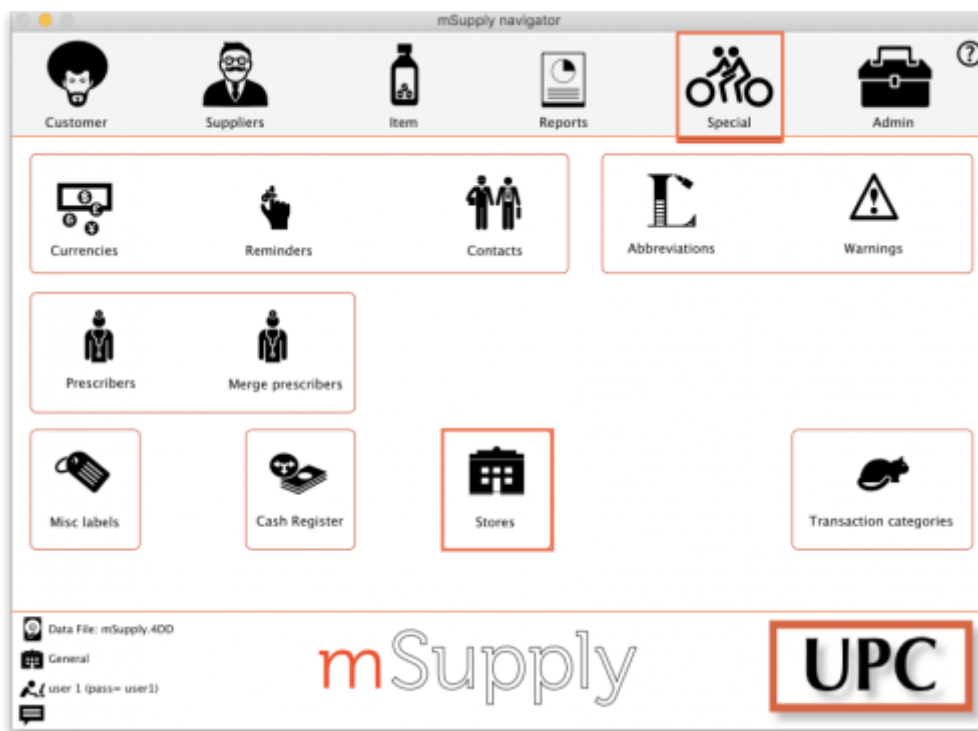 mSupply navigator
Customer Suppliers Item Reports Special Admin ?
Currencies Reminders Contacts Abbreviations Warnings
Prescribers Merge prescribers
Misc labels Cash Register Stores Transaction categories
Data File: mSupply.4DD
General
user 1 (pass= user1)
mSupply
UPC